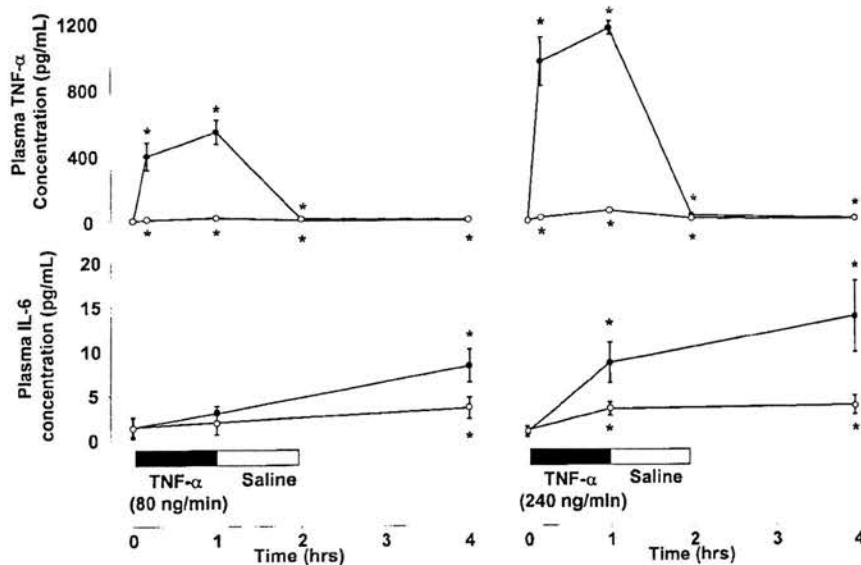 Plasma TNF-α
Concentration (pg/mL)
1200
800
400
0
* * * * * * *
* * * * * * * *
Plasma IL-6
concentration (pg/mL)
20
15
10
5
0
* * *
* * *
TNF-α
(80 ng/min)
Saline
TNF-α
(240 ng/min)
Saline
0 1 2 3 4
Time (hrs)
0 1 2 3 4
Time (hrs)